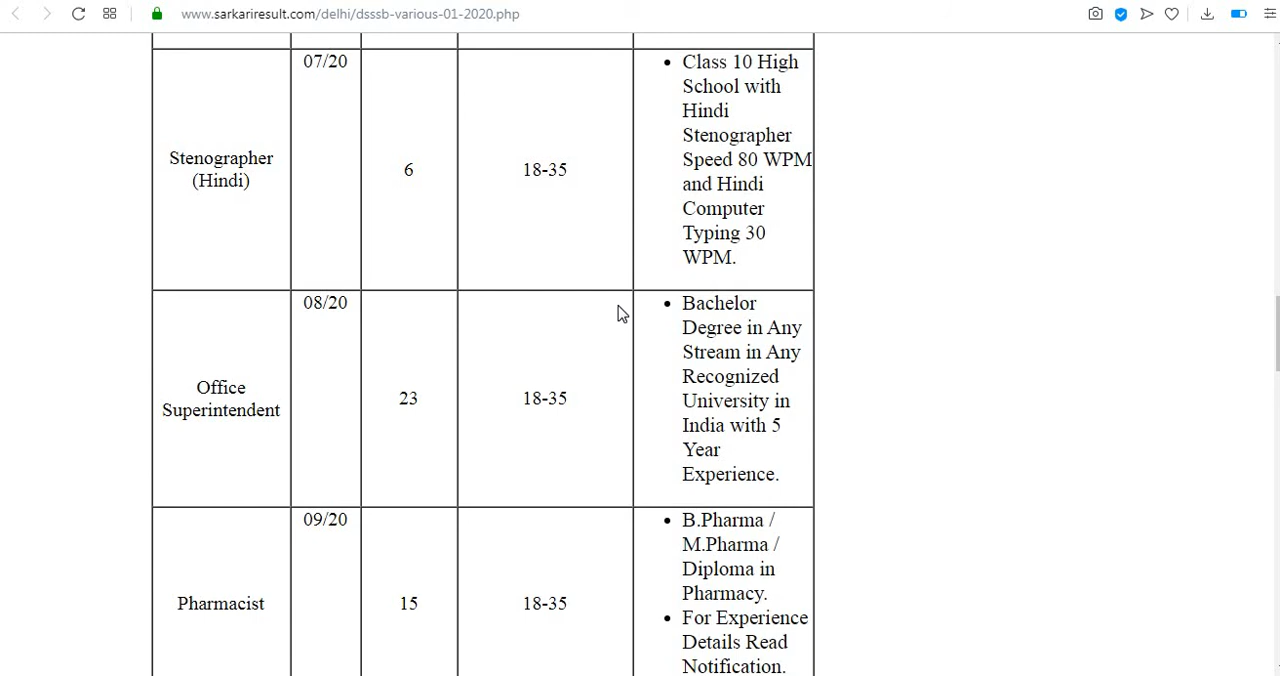 www.sarkariresult.com/delhi/dsssb-various-01-2020.php
Stenographer
(Hindi)
07/20
6
18-35
Class 10 High
School with
Hindi
Stenographer
Speed 80 WPM
and Hindi
Computer
Typing 30
WPM.
Office
Superintendent
08/20
23
18-35
Bachelor
Degree in Any
Stream in Any
Recognized
University in
India with 5
Year
Experience.
Pharmacist
09/20
15
18-35
B.Pharma /
M.Pharma /
Diploma in
Pharmacy.
For Experience
Details Read
Notification.